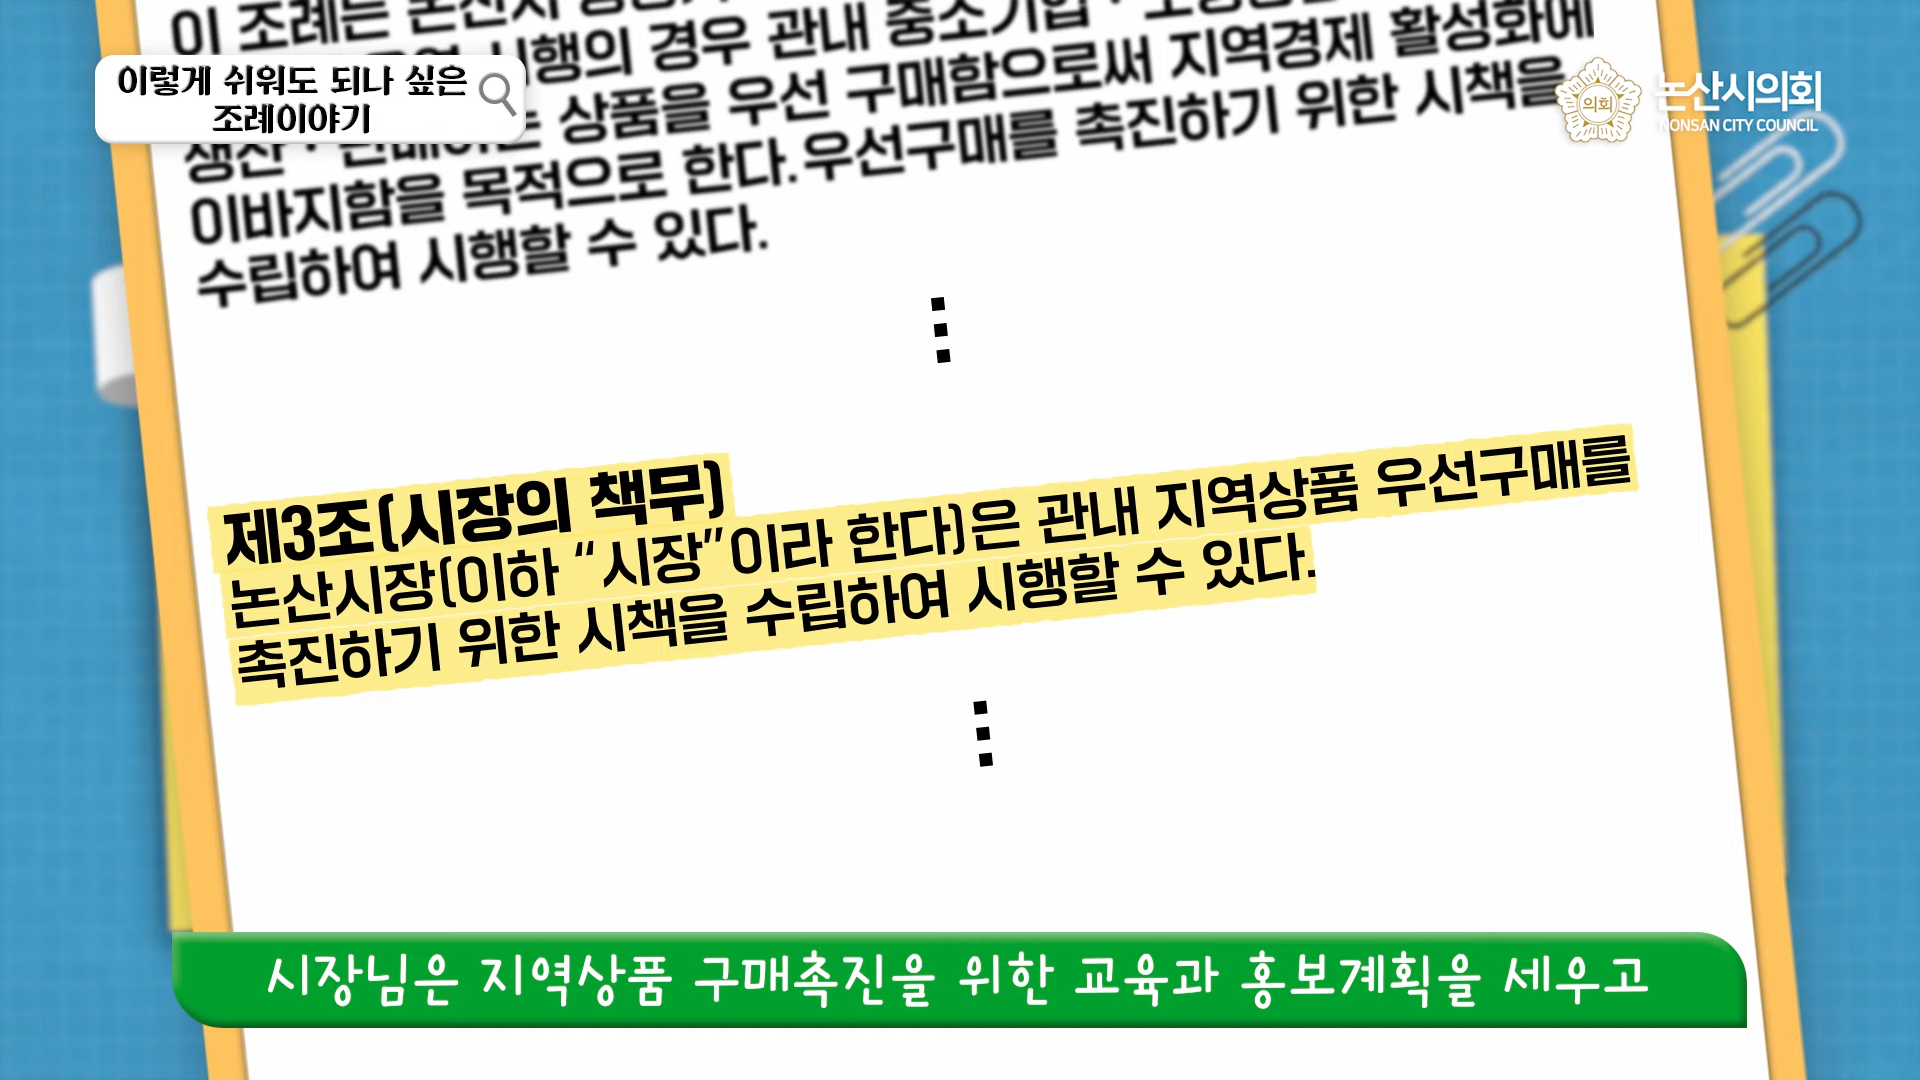 이 조례는 논산시
시행의 경우 관내 중소기업·
상품을 우선 구매함으로써 지역경제 활성화에
이바지함을 목적으로 한다. 우선구매를 촉진하기 위한 시책을
수립하여 시행할 수 있다.
이렇게 쉬워도 되나 싶은
조례이야기
의회
논산시의회
NONSAN CITY COUNCIL
제3조(시장의 책무)
논산시장(이하 “시장”이라 한다)은 관내 지역상품 우선구매를
촉진하기 위한 시책을 수립하여 시행할 수 있다.
시장님은 지역상품 구매촉진을 위한 교육과 홍보계획을 세우고